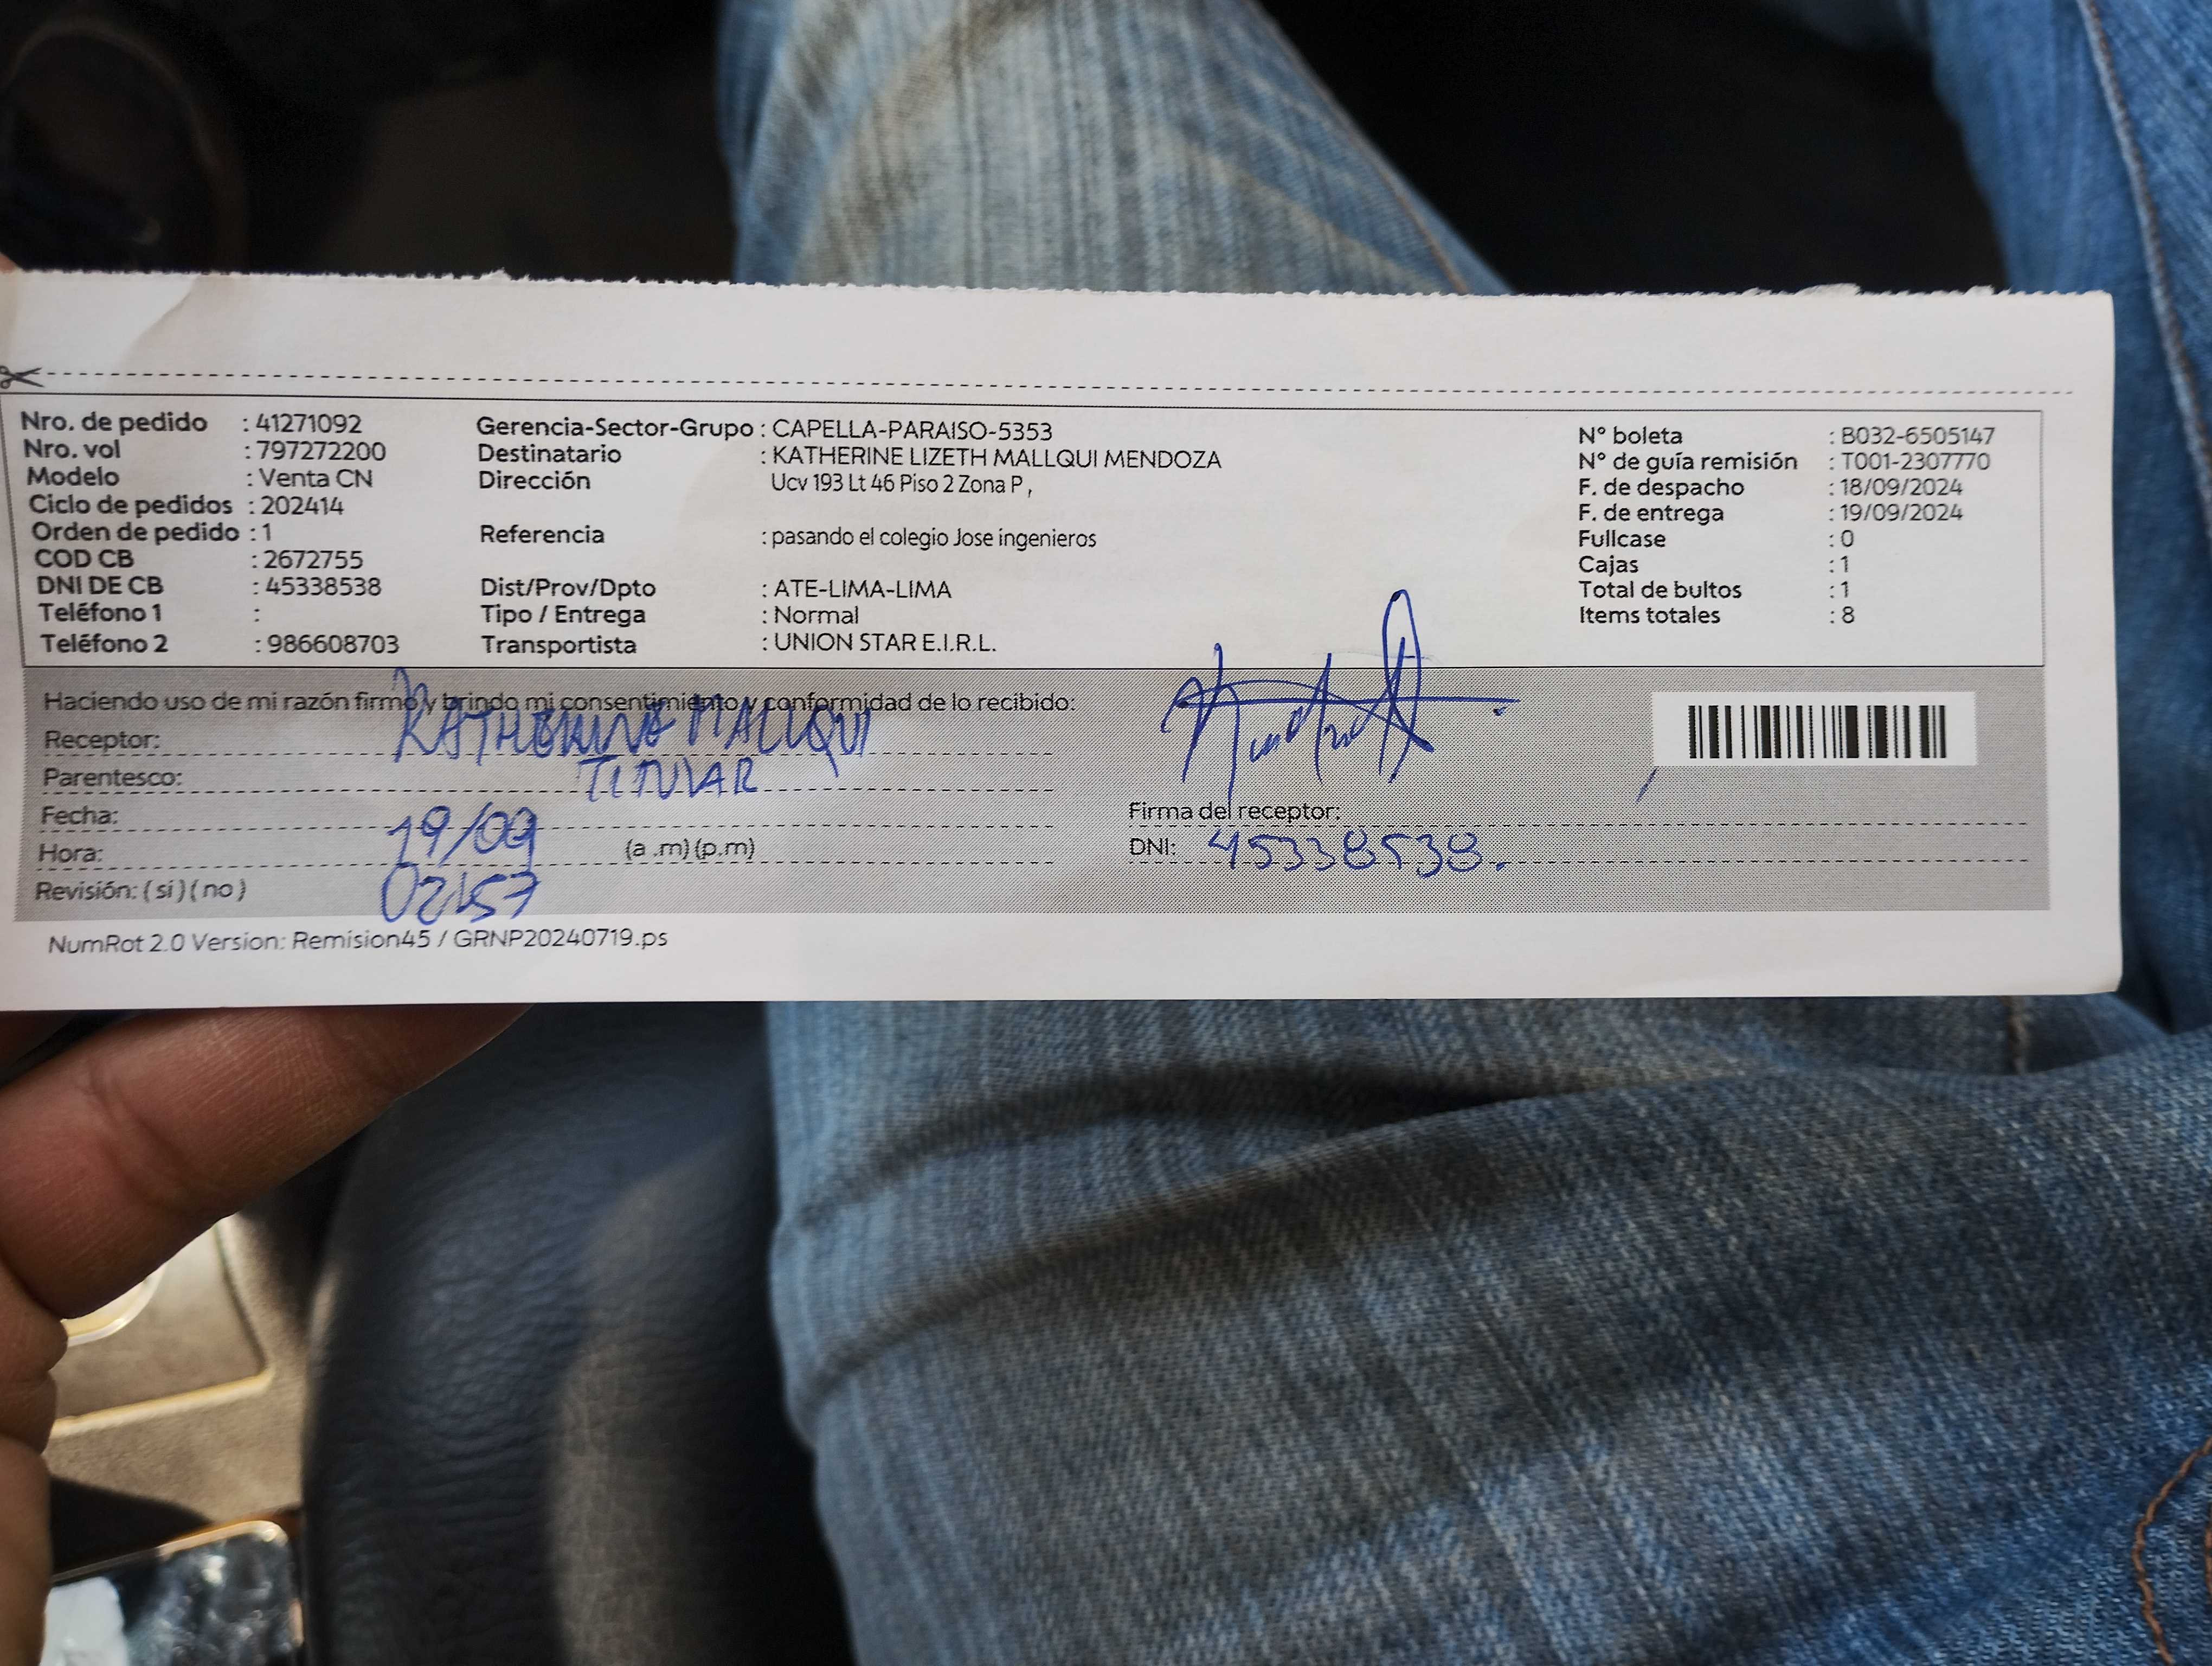 Nro. de pedido : 41271092
Nro. vol : 797272200
Modelo : Venta CN
Ciclo de pedidos : 202414
Orden de pedido : 1
COD CB : 2672755
DNI DE CB : 45338538
Teléfono 1 :
Teléfono 2 : 986608703
Gerencia-Sector-Grupo : CAPELLA-PARAISO-5353
Destinatario : KATHERINE LIZETH MALLQUI MENDOZA
Dirección Ucv 193 Lt 46 Piso 2 Zona P ,
Referencia : pasando el colegio Jose ingenieros
Dist/Prov/Dpto : ATE-LIMA-LIMA
Tipo / Entrega : Normal
Transportista : UNION STAR E.I.R.L.
N° boleta : B032-6505147
N° de guía remisión : T001-2307770
F. de despacho : 18/09/2024
F. de entrega : 19/09/2024
Fullcase : 0
Cajas : 1
Total de bultos : 1
Items totales : 8
Haciendo uso de mi razón firmo y brindo mi consentimiento y conformidad de lo recibido:
Receptor: KATHERINE MALLQUI
Parentesco: TITULAR
Fecha: 19/09
Hora: (a .m) (p.m)
Revisión: ( si ) ( no ) 02:57
Firma del receptor:
DNI: 45338538.
NumRot 2.0 Version: Remision45 / GRNP20240719.ps